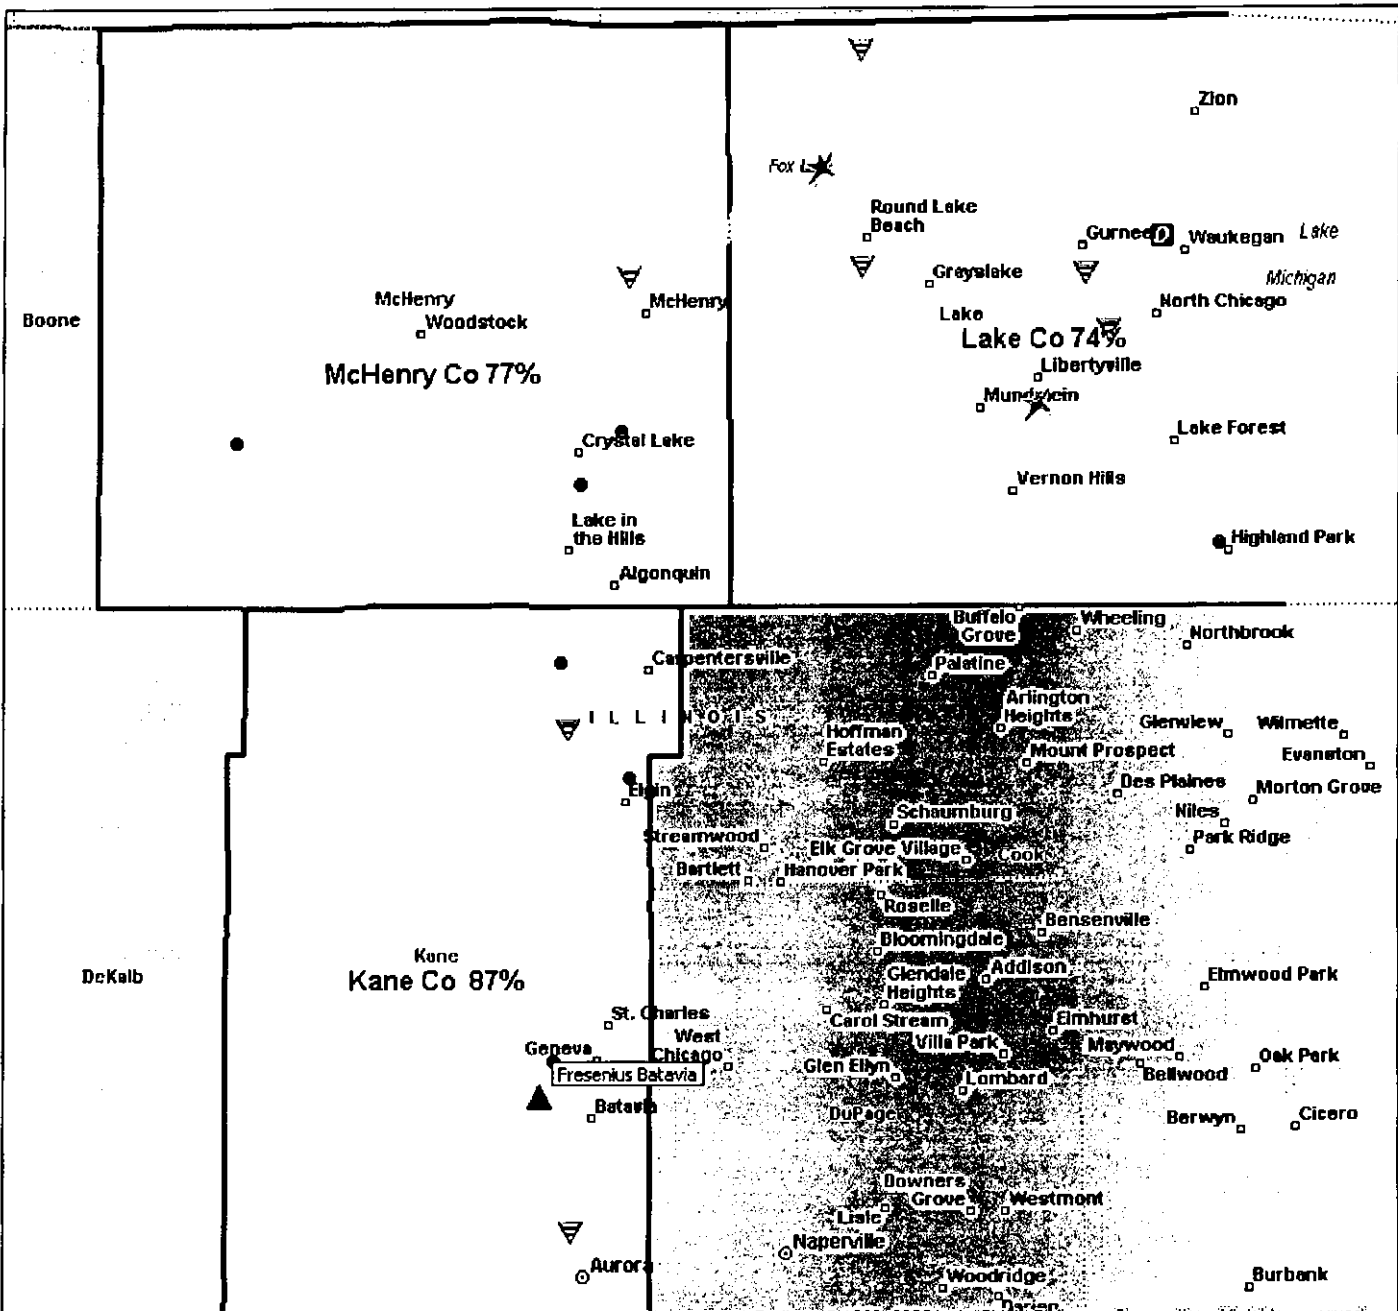 Zion
Fox L
Round Lake
Beach
Gurnee
D
Waukegan
Lake
Michigan
Grayslake
North Chicago
Lake
Lake Co 74%
McHenry
Woodstock
McHenry
Boone
McHenry Co 77%
Libertyville
Mundelein
Crystal Lake
Lake Forest
Vernon Hills
Lake in
the Hills
Highland Park
Algonquin
Buffalo
Grove
Wheeling
Northbrook
Carpentersville
Palatine
ILLINOIS
Arlington
Heights
Hoffman
Estates
Glenview
Wilmette
Mount Prospect
Evanston
Des Plaines
Morton Grove
Elgin
Schaumburg
Niles
Streamwood
Elk Grove Village
Cook
Park Ridge
Bartlett
Hanover Park
Roselle
Bensenville
Bloomingdale
Kane
Kane Co 87%
DeKalb
Glendale
Heights
Addison
Elmwood Park
St. Charles
Carol Stream
Elmhurst
West
Chicago
Villa Park
Maywood
Geneva
Oak Park
Fresenius Batavia
Glen Ellyn
Lombard
Bellwood
Batavia
DuPage
Berwyn
Cicero
Downers
Grove
Westmont
Lisle
Naperville
Aurora
Woodridge
Burbank
Darien